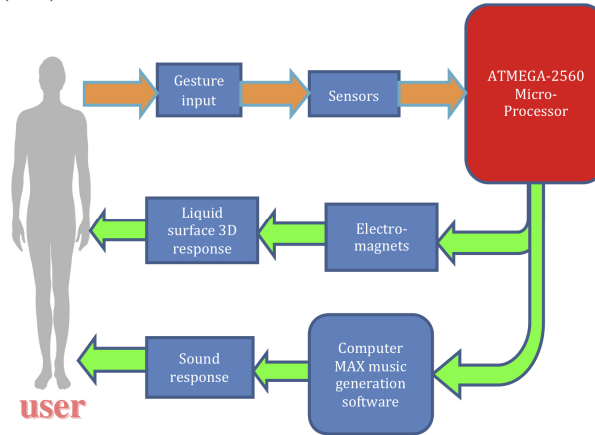 Gesture
input
Sensors
ATMEGA-2560
Micro-
Processor
Liquid
surface 3D
response
Electro-
magnets
Sound
response
Computer
MAX music
generation
software
user